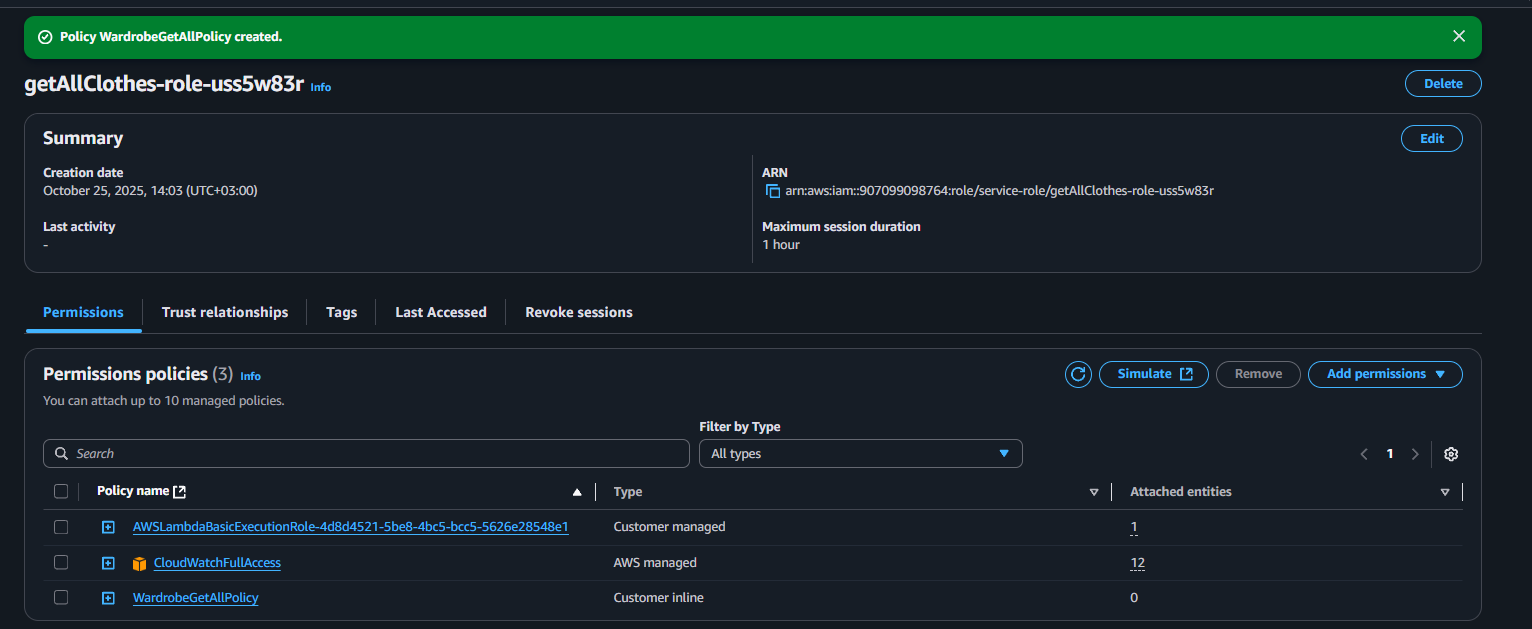 Policy WardrobeGetAllPolicy created.
getAllClothes-role-uss5w83r Info
Delete
Summary
Edit
Creation date
October 25, 2025, 14:03 (UTC+03:00)
ARN
arn:aws:iam::907099098764:role/service-role/getAllClothes-role-uss5w83r
Last activity
-
Maximum session duration
1 hour
Permissions
Trust relationships
Tags
Last Accessed
Revoke sessions
Permissions policies (3) Info
You can attach up to 10 managed policies.
Simulate
Remove
Add permissions
Filter by Type
Search
All types
1
Policy name
Type
Attached entities
AWSLambdaBasicExecutionRole-4d8d4521-5be8-4bc5-bcc5-5626e28548e1
Customer managed
1
CloudWatchFullAccess
AWS managed
12
WardrobeGetAllPolicy
Customer inline
0